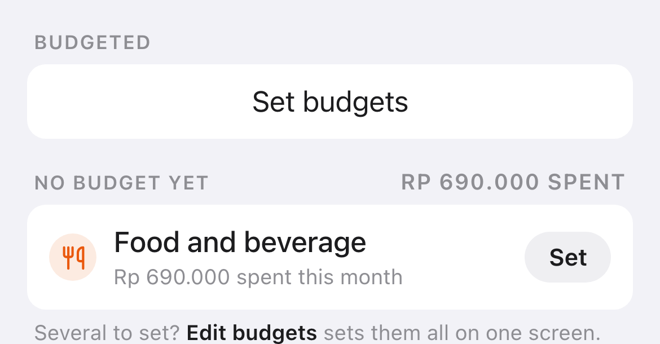 BUDGETED
Set budgets
NO BUDGET YET RP 690.000 SPENT
Food and beverage
Rp 690.000 spent this month
Set
Several to set? Edit budgets sets them all on one screen.